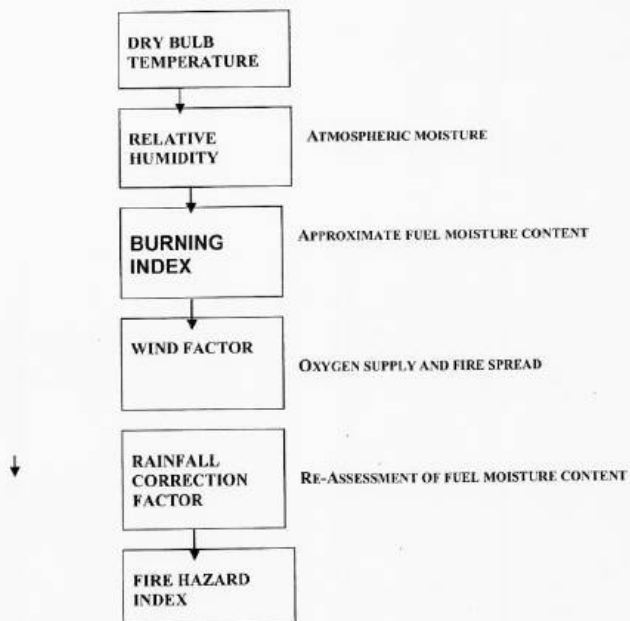 DRY BULB
TEMPERATURE
RELATIVE
HUMIDITY
ATMOSPHERIC MOISTURE
BURNING
INDEX
APPROXIMATE FUEL MOISTURE CONTENT
WIND FACTOR
OXYGEN SUPPLY AND FIRE SPREAD
RAINFALL
CORRECTION
FACTOR
RE-ASSESSMENT OF FUEL MOISTURE CONTENT
FIRE HAZARD
INDEX